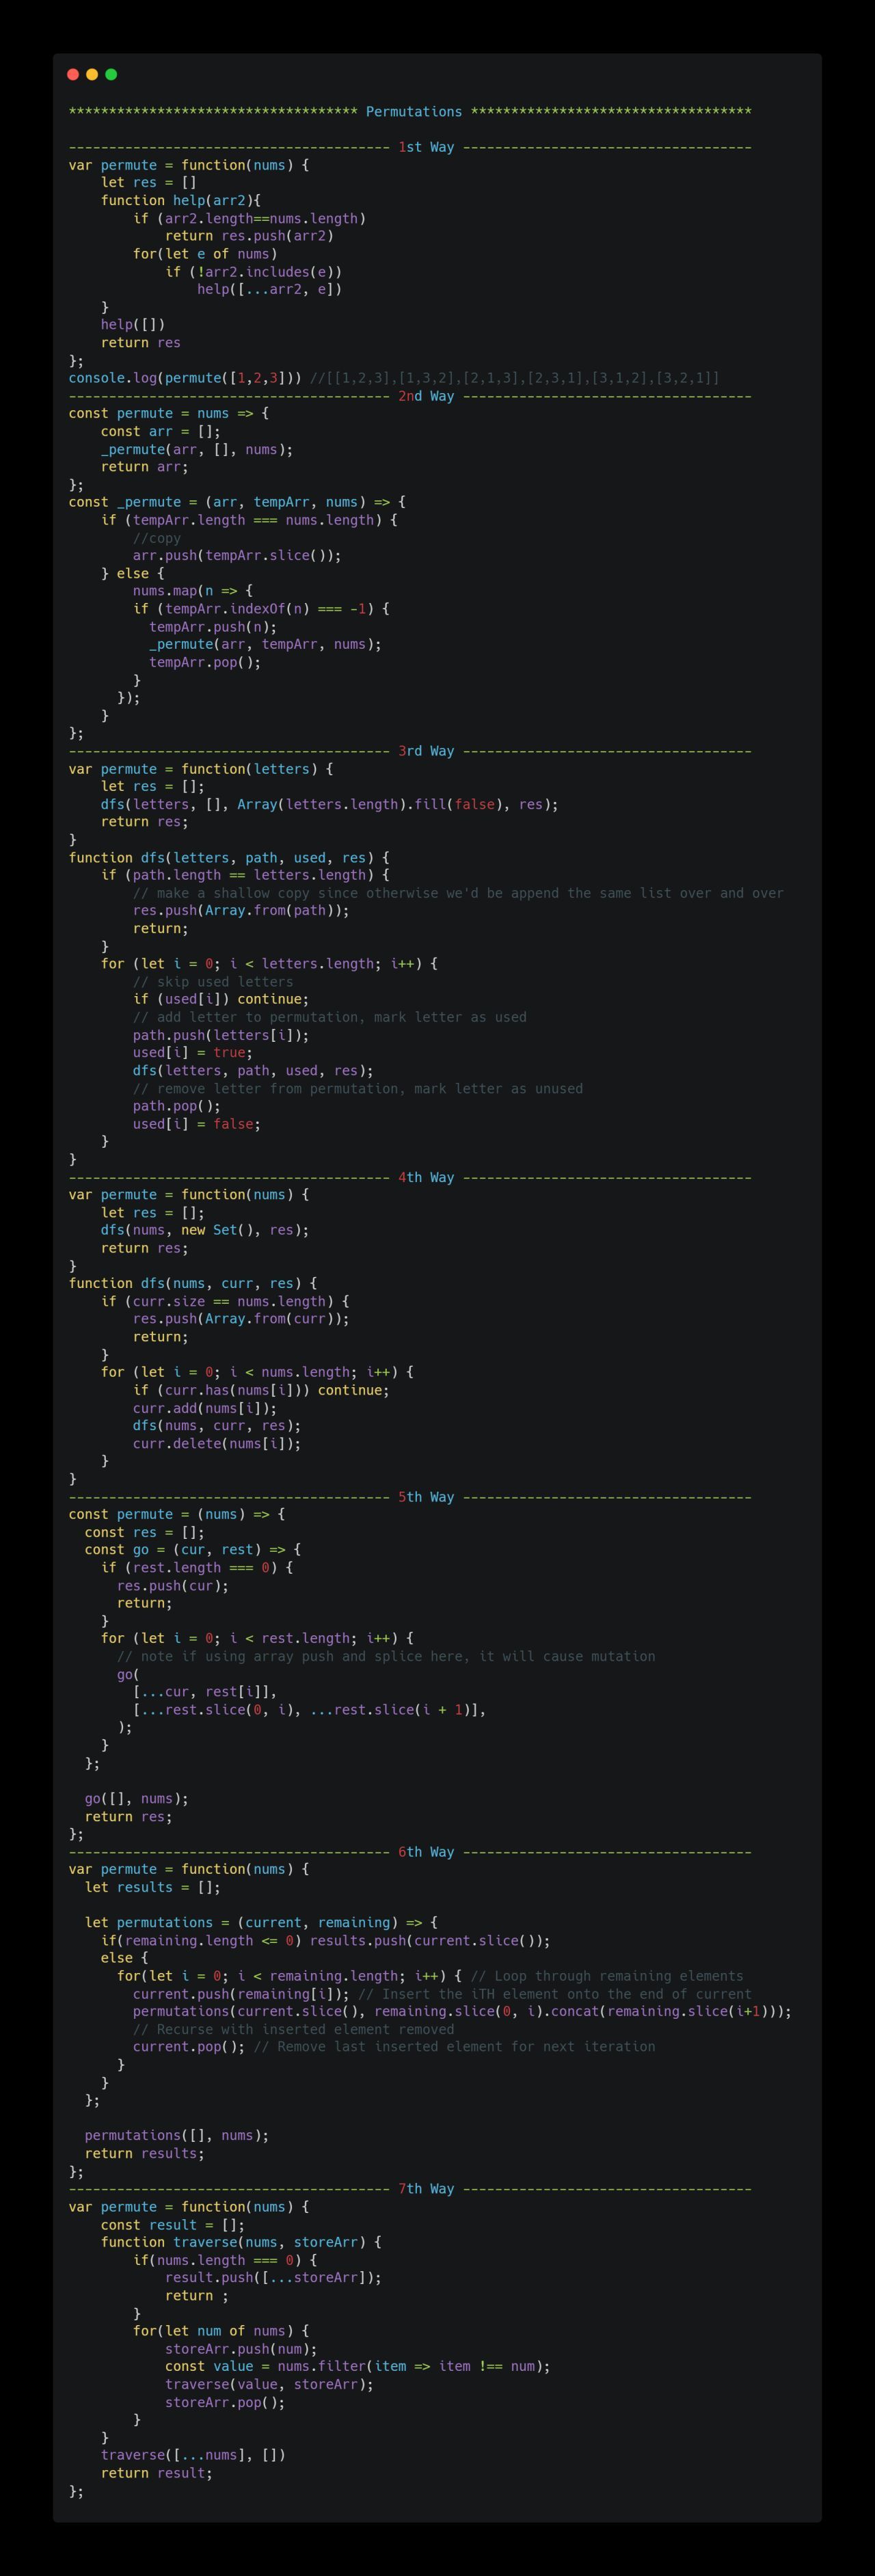 ************************************ Permutations ***********************************
---------------------------------------- 1st Way ------------------------------------
var permute = function(nums) {
    let res = []
    function help(arr2){
        if (arr2.length==nums.length)
            return res.push(arr2)
        for(let e of nums)
            if (!arr2.includes(e))
                help([...arr2, e])
    }
    help([])
    return res
};
console.log(permute([1,2,3])) //[[1,2,3],[1,3,2],[2,1,3],[2,3,1],[3,1,2],[3,2,1]]
---------------------------------------- 2nd Way ------------------------------------
const permute = nums => {
    const arr = [];
    _permute(arr, [], nums);
    return arr;
};
const _permute = (arr, tempArr, nums) => {
    if (tempArr.length === nums.length) {
        //copy
        arr.push(tempArr.slice());
    } else {
        nums.map(n => {
        if (tempArr.indexOf(n) === -1) {
          tempArr.push(n);
          _permute(arr, tempArr, nums);
          tempArr.pop();
        }
      });
    }
};
---------------------------------------- 3rd Way ------------------------------------
var permute = function(letters) {
    let res = [];
    dfs(letters, [], Array(letters.length).fill(false), res);
    return res;
}
function dfs(letters, path, used, res) {
    if (path.length == letters.length) {
        // make a shallow copy since otherwise we'd be append the same list over and over
        res.push(Array.from(path));
        return;
    }
    for (let i = 0; i < letters.length; i++) {
        // skip used letters
        if (used[i]) continue;
        // add letter to permutation, mark letter as used
        path.push(letters[i]);
        used[i] = true;
        dfs(letters, path, used, res);
        // remove letter from permutation, mark letter as unused
        path.pop();
        used[i] = false;
    }
}
---------------------------------------- 4th Way ------------------------------------
var permute = function(nums) {
    let res = [];
    dfs(nums, new Set(), res);
    return res;
}
function dfs(nums, curr, res) {
    if (curr.size == nums.length) {
        res.push(Array.from(curr));
        return;
    }
    for (let i = 0; i < nums.length; i++) {
        if (curr.has(nums[i])) continue;
        curr.add(nums[i]);
        dfs(nums, curr, res);
        curr.delete(nums[i]);
    }
}
---------------------------------------- 5th Way ------------------------------------
const permute = (nums) => {
  const res = [];
  const go = (cur, rest) => {
    if (rest.length === 0) {
      res.push(cur);
      return;
    }
    for (let i = 0; i < rest.length; i++) {
      // note if using array push and splice here, it will cause mutation
      go(
        [...cur, rest[i]],
        [...rest.slice(0, i), ...rest.slice(i + 1)],
      );
    }
  };
  go([], nums);
  return res;
};
---------------------------------------- 6th Way ------------------------------------
var permute = function(nums) {
  let results = [];
  let permutations = (current, remaining) => {
    if(remaining.length <= 0) results.push(current.slice());
    else {
      for(let i = 0; i < remaining.length; i++) { // Loop through remaining elements
        current.push(remaining[i]); // Insert the iTH element onto the end of current
        permutations(current.slice(), remaining.slice(0, i).concat(remaining.slice(i+1)));
        // Recurse with inserted element removed
        current.pop(); // Remove last inserted element for next iteration
      }
    }
  };
  permutations([], nums);
  return results;
};
---------------------------------------- 7th Way ------------------------------------
var permute = function(nums) {
    const result = [];
    function traverse(nums, storeArr) {
        if(nums.length === 0) {
            result.push([...storeArr]);
            return ;
        }
        for(let num of nums) {
            storeArr.push(num);
            const value = nums.filter(item => item !== num);
            traverse(value, storeArr);
            storeArr.pop();
        }
    }
    traverse([...nums], [])
    return result;
};